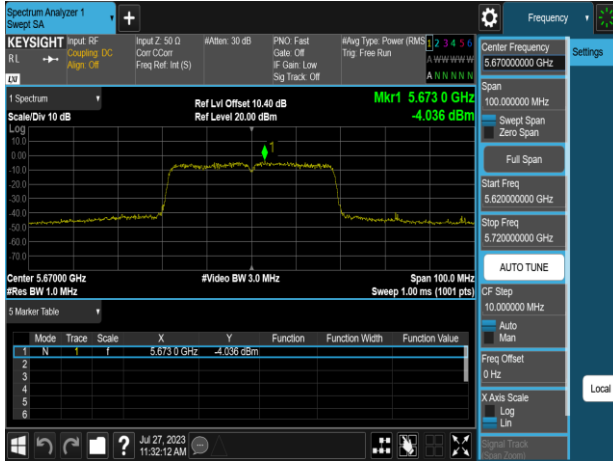 Spectrum Analyzer 1
Swept SA
+
Frequency
KEYSIGHT
RL
LXI
Input: RF
Coupling: DC
Align: Off
Input Z: 50 Ω
Corr CCorr
Freq Ref: Int (S)
#Atten: 30 dB
PNO: Fast
Gate: Off
IF Gain: Low
Sig Track: Off
#Avg Type: Power (RMS
Trig: Free Run
1 2 3 4 5 6
A W W W W W
A N N N N N
1 Spectrum
Scale/Div 10 dB
Log
Ref Lvl Offset 10.40 dB
Ref Level 20.00 dBm
Mkr1 5.673 0 GHz
-4.036 dBm
1
10.0
0.00
-10.0
-20.0
-30.0
-40.0
-50.0
-60.0
-70.0
Center 5.67000 GHz
#Res BW 1.0 MHz
#Video BW 3.0 MHz
Span 100.0 MHz
Sweep 1.00 ms (1001 pts)
5 Marker Table
Mode Trace Scale X Y Function Function Width Function Value
1 N 1 f 5.673 0 GHz -4.036 dBm
2
3
4
5
6
Jul 27, 2023
11:32:12 AM
?
Center Frequency
5.670000000 GHz
Settings
Span
100.000000 MHz
Swept Span
Zero Span
Full Span
Start Freq
5.620000000 GHz
Stop Freq
5.720000000 GHz
AUTO TUNE
CF Step
10.000000 MHz
Auto
Man
Freq Offset
0 Hz
X Axis Scale
Log
Lin
Local
Signal Track
(Span Zoom)